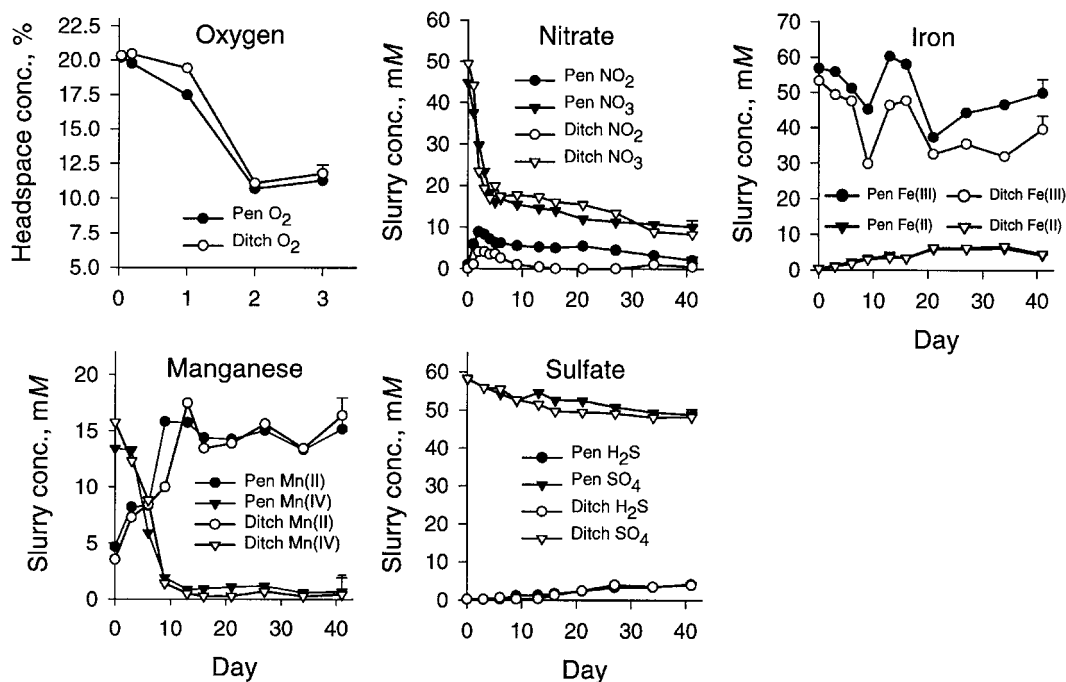 Oxygen
Headspace conc., %
22.5
20.0
17.5
15.0
12.5
10.0
7.5
5.0
Pen O2
Ditch O2
0 1 2 3
Nitrate
Slurry conc., mM
60
50
40
30
20
10
0
Pen NO2
Pen NO3
Ditch NO2
Ditch NO3
0 10 20 30 40
Iron
Slurry conc., mM
70
60
50
40
30
20
10
0
Pen Fe(III) Ditch Fe(III)
Pen Fe(II) Ditch Fe(II)
0 10 20 30 40
Day
Manganese
Slurry conc., mM
20
15
10
5
0
Pen Mn(II)
Pen Mn(IV)
Ditch Mn(II)
Ditch Mn(IV)
0 10 20 30 40
Day
Sulfate
Slurry conc., mM
60
50
40
30
20
10
0
Pen H2S
Pen SO4
Ditch H2S
Ditch SO4
0 10 20 30 40
Day